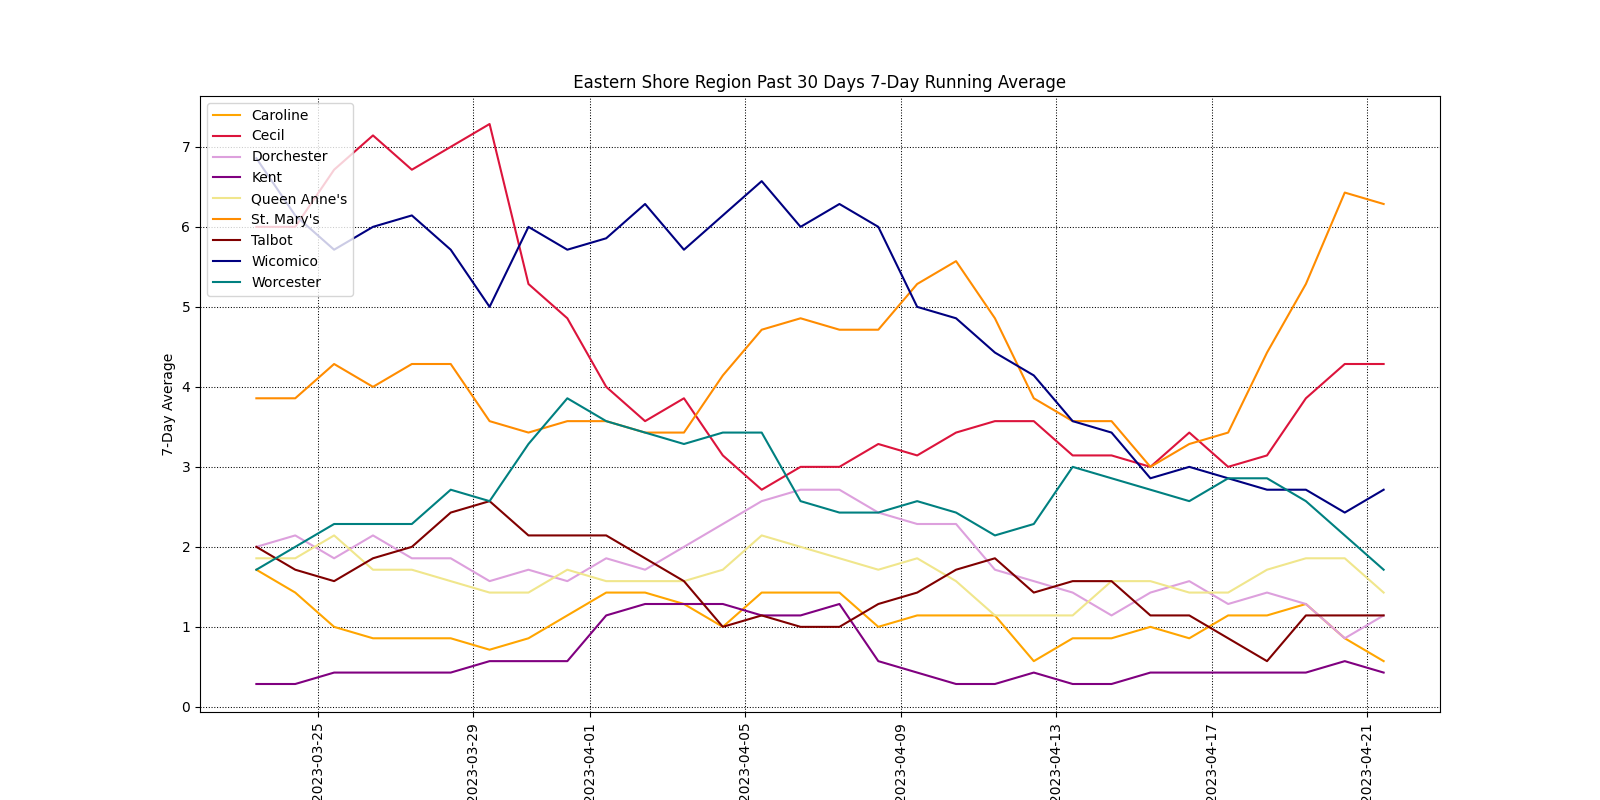 Eastern Shore Region Past 30 Days 7-Day Running Average
Caroline
Cecil
Dorchester
Kent
Queen Anne's
St. Mary's
Talbot
Wicomico
Worcester
7-Day Average
7
6
5
4
3
2
1
0
2023-03-25
2023-03-29
2023-04-01
2023-04-05
2023-04-09
2023-04-13
2023-04-17
2023-04-21